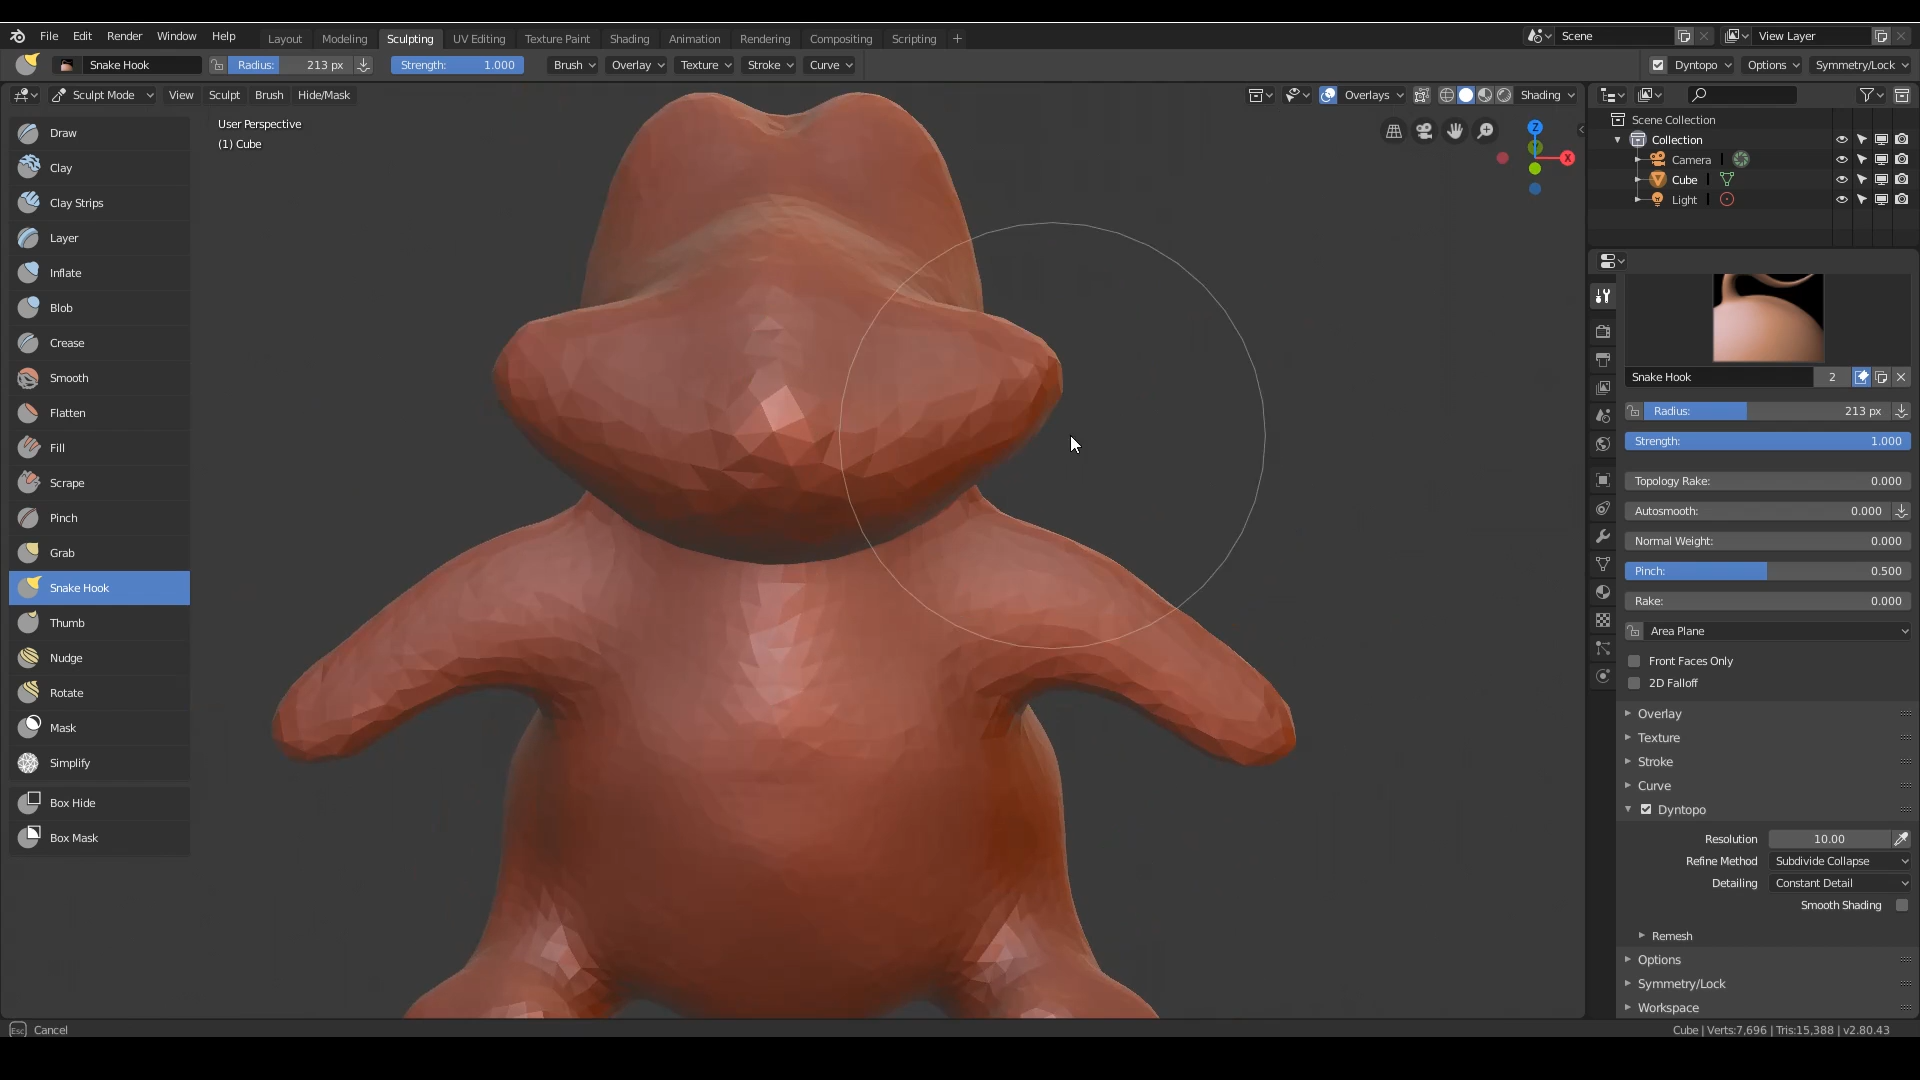 File Edit Render Window Help Layout Modeling Sculpting UV Editing Texture Paint Shading Animation Rendering Compositing Scripting + Scene View Layer
Snake Hook Radius: 213 px Strength: 1.000 Brush Overlay Texture Stroke Curve Dyntopo Options Symmetry/Lock
Sculpt Mode View Sculpt Brush Hide/Mask Overlays Shading
User Perspective
(1) Cube
Z
X
Draw
Clay
Clay Strips
Layer
Inflate
Blob
Crease
Smooth
Flatten
Fill
Scrape
Pinch
Grab
Snake Hook
Thumb
Nudge
Rotate
Mask
Simplify
Box Hide
Box Mask
Scene Collection
Collection
Camera
Cube
Light
Snake Hook 2
Radius: 213 px
Strength: 1.000
Topology Rake: 0.000
Autosmooth: 0.000
Normal Weight: 0.000
Pinch: 0.500
Rake: 0.000
Area Plane
Front Faces Only
2D Falloff
Overlay
Texture
Stroke
Curve
Dyntopo
Resolution 10.00
Refine Method Subdivide Collapse
Detailing Constant Detail
Smooth Shading
Remesh
Options
Symmetry/Lock
Workspace
Esc Cancel
Cube | Verts:7,696 | Tris:15,388 | v2.80.43